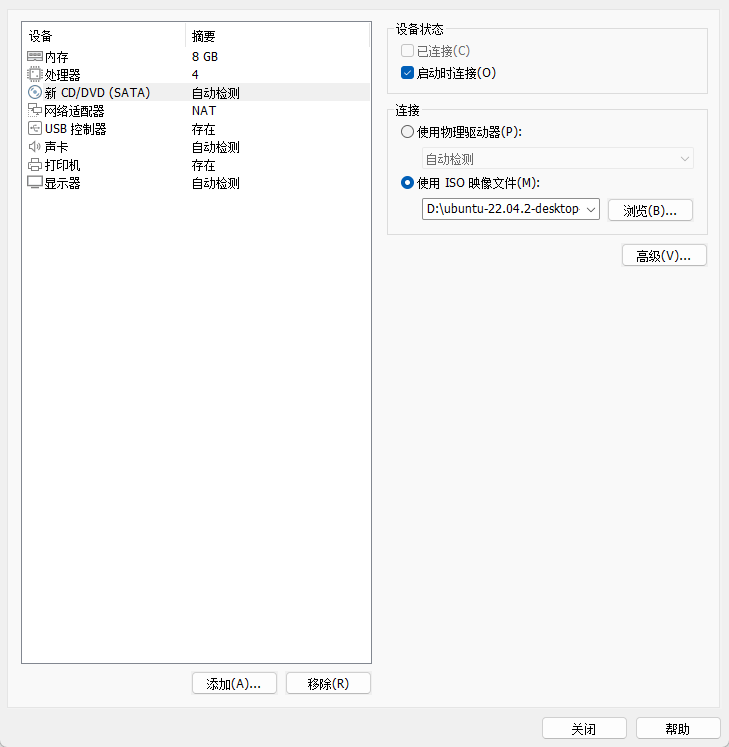 设备 摘要
内存 8 GB
处理器 4
新 CD/DVD (SATA) 自动检测
网络适配器 NAT
USB 控制器 存在
声卡 自动检测
打印机 存在
显示器 自动检测
添加(A)... 移除(R)
设备状态
已连接(C)
启动时连接(O)
连接
使用物理驱动器(P):
自动检测
使用 ISO 映像文件(M):
D:\ubuntu-22.04.2-desktop- 浏览(B)...
高级(V)...
关闭 帮助